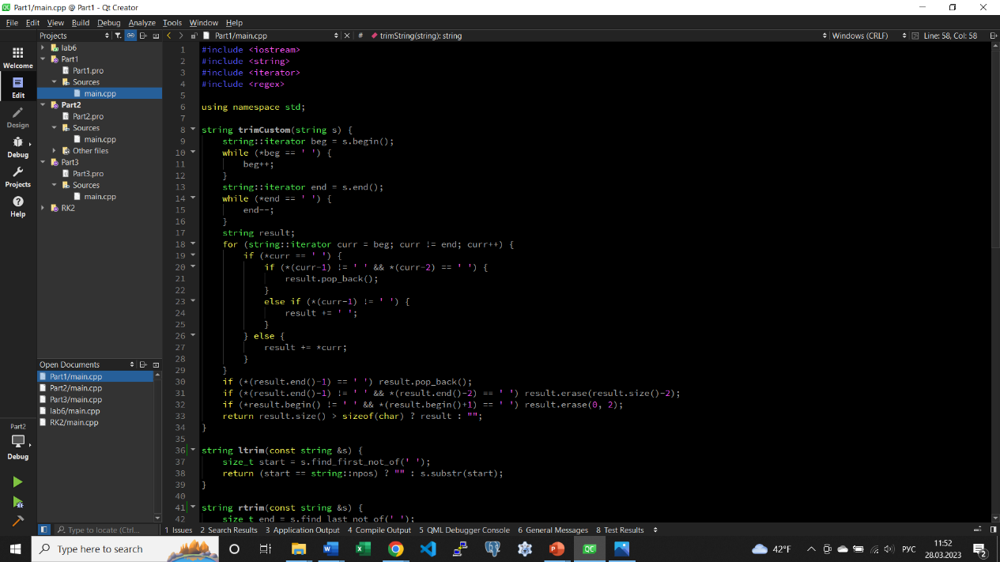 Part1/main.cpp @ Part1 - Qt Creator
File Edit View Build Debug Analyze Tools Window Help
Projects
Part1/main.cpp
#
trimString(string): string
Windows (CRLF)
Line: 58, Col: 58
Welcome
Edit
Design
Debug
Projects
Help
lab6
Part1
Part1.pro
Sources
main.cpp
Part2
Part2.pro
Sources
main.cpp
Other files
Part3
Part3.pro
Sources
main.cpp
RK2
Open Documents
Part1/main.cpp
Part2/main.cpp
Part3/main.cpp
lab6/main.cpp
RK2/main.cpp
Part2
Debug
1 #include <iostream>
2 #include <string>
3 #include <iterator>
4 #include <regex>
5
6 using namespace std;
7
8 string trimCustom(string s) {
9     string::iterator beg = s.begin();
10     while (*beg == ' ') {
11         beg++;
12     }
13     string::iterator end = s.end();
14     while (*end == ' ') {
15         end--;
16     }
17     string result;
18     for (string::iterator curr = beg; curr != end; curr++) {
19         if (*curr == ' ') {
20             if (*(curr-1) != ' ' && *(curr-2) == ' ') {
21                 result.pop_back();
22             }
23             else if (*(curr-1) != ' ') {
24                 result += ' ';
25             }
26         } else {
27             result += *curr;
28         }
29     }
30     if (*(result.end()-1) == ' ') result.pop_back();
31     if (*(result.end()-1) != ' ' && *(result.end()-2) == ' ') result.erase(result.size()-2);
32     if (*result.begin() != ' ' && *(result.begin()+1) == ' ') result.erase(0, 2);
33     return result.size() > sizeof(char) ? result : "";
34 }
35
36 string ltrim(const string &s) {
37     size_t start = s.find_first_not_of(' ');
38     return (start == string::npos) ? "" : s.substr(start);
39 }
40
41 string rtrim(const string &s) {
42     size_t end = s.find_last_not_of(' ');
Type to locate (Ctrl...
1 Issues 2 Search Results 3 Application Output 4 Compile Output 5 QML Debugger Console 6 General Messages 8 Test Results
Type here to search
42°F
РУС
11:52
28.03.2023
2